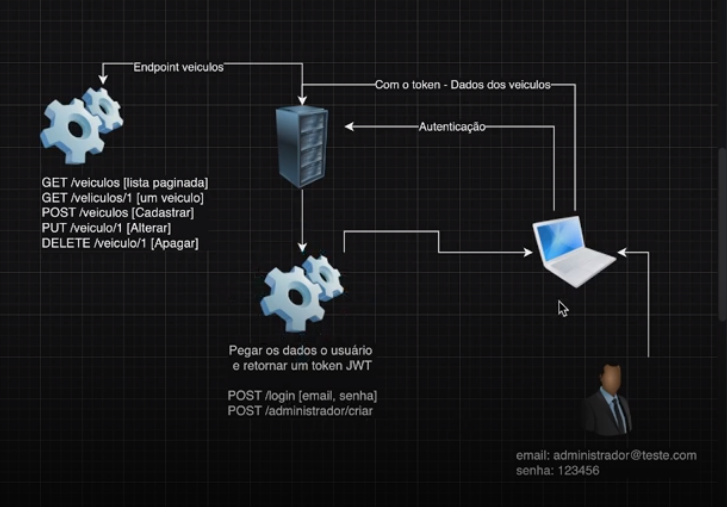 Endpoint veiculos
Com o token - Dados dos veiculos
Autenticação
GET /veiculos [lista paginada]
GET /veliculos/1 [um veiculo]
POST /veiculos [Cadastrar]
PUT /veiculo/1 [Alterar]
DELETE /veiculo/1 [Apagar]
Pegar os dados o usuário
e retornar um token JWT
POST /login [email, senha]
POST /administrador/criar
email: administrador@teste.com
senha: 123456